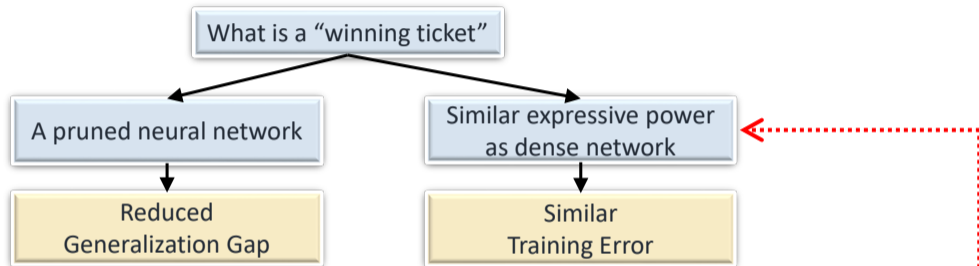 What is a “winning ticket”
A pruned neural network
Similar expressive power
as dense network
Reduced
Generalization Gap
Similar
Training Error